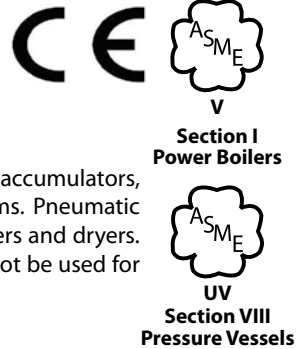 CE
ASME
V
Section I
Power Boilers
accumulators,
ms. Pneumatic
ers and dryers.
ot be used for
ASME
UV
Section VIII
Pressure Vessels